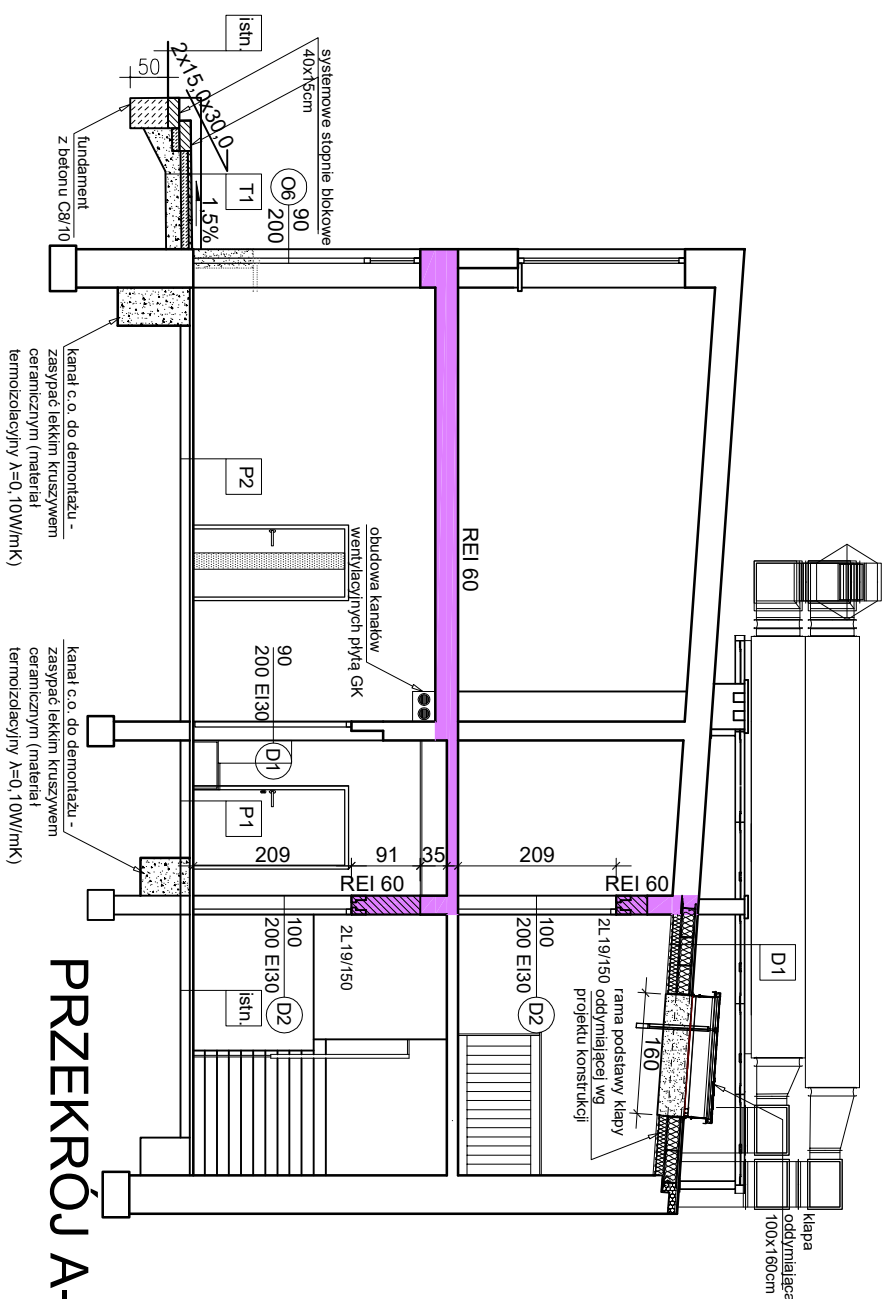 istn.
systemowe stopnie blokowe
40x15cm
2x15,0x30,0
50
fundament
z betonu C8/10
T1
1,5%
O6
90
200
kanał c.o. do demontażu -
zasypać lekkim kruszywem
ceramicznym (materiał
termoizolacyjny λ=0,10W/mK)
P2
REI 60
obudowa kanałów
wentylacyjnych płytą GK
90
200 EI30
D1
P1
kanał c.o. do demontażu -
zasypać lekkim kruszywem
ceramicznym (materiał
termoizolacyjny λ=0,10W/mK)
209
91
35
209
REI 60
REI 60
2L19/150
2L19/150
100
200 EI30
D2
100
200 EI30
D2
istn.
D1
rama podstawy klapy
oddymiającej wg
projektu konstrukcji
160
klapa
oddymiająca
100x160cm
PRZEKRÓJ A-